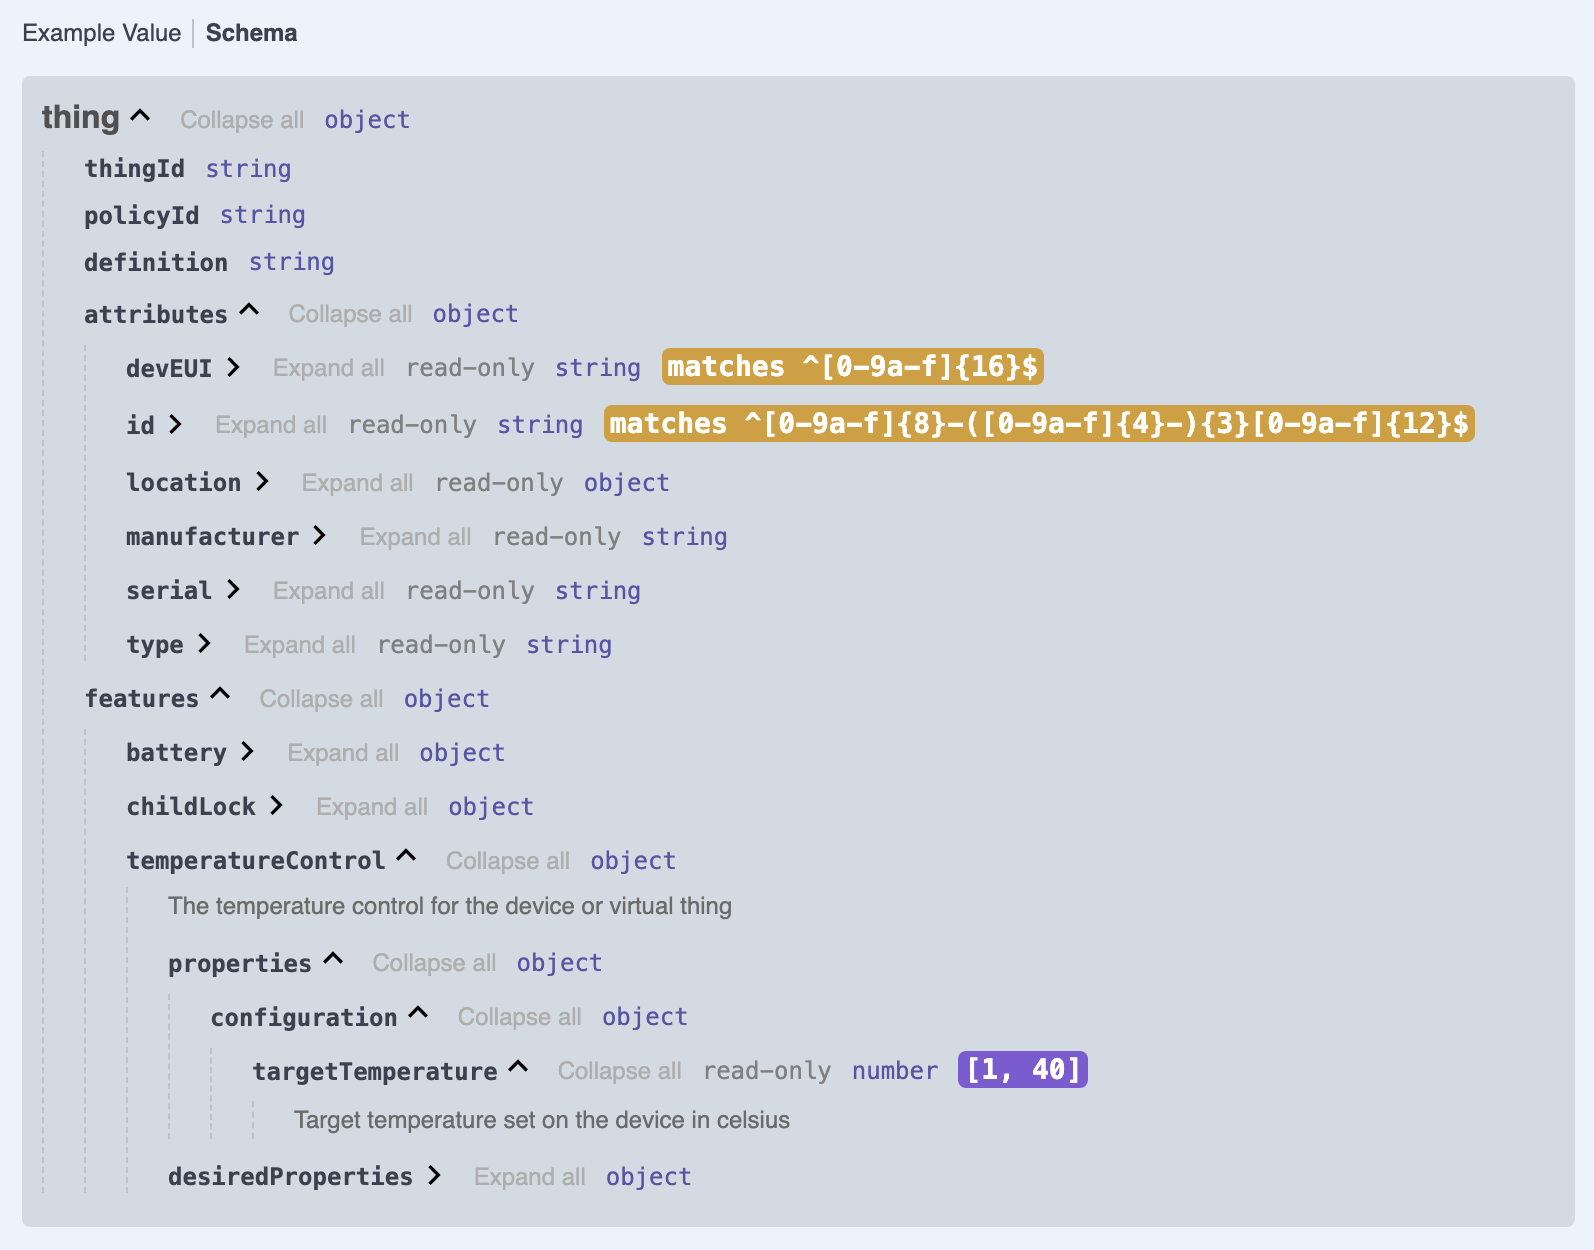 Example Value Schema
thing Collapse all object
thingId string
policyId string
definition string
attributes Collapse all object
devEUI Expand all read-only string matches ^[0-9a-f]{16}$
id Expand all read-only string matches ^[0-9a-f]{8}-([0-9a-f]{4}-){3}[0-9a-f]{12}$
location Expand all read-only object
manufacturer Expand all read-only string
serial Expand all read-only string
type Expand all read-only string
features Collapse all object
battery Expand all object
childLock Expand all object
temperatureControl Collapse all object
The temperature control for the device or virtual thing
properties Collapse all object
configuration Collapse all object
targetTemperature Collapse all read-only number [1, 40]
Target temperature set on the device in celsius
desiredProperties Expand all object